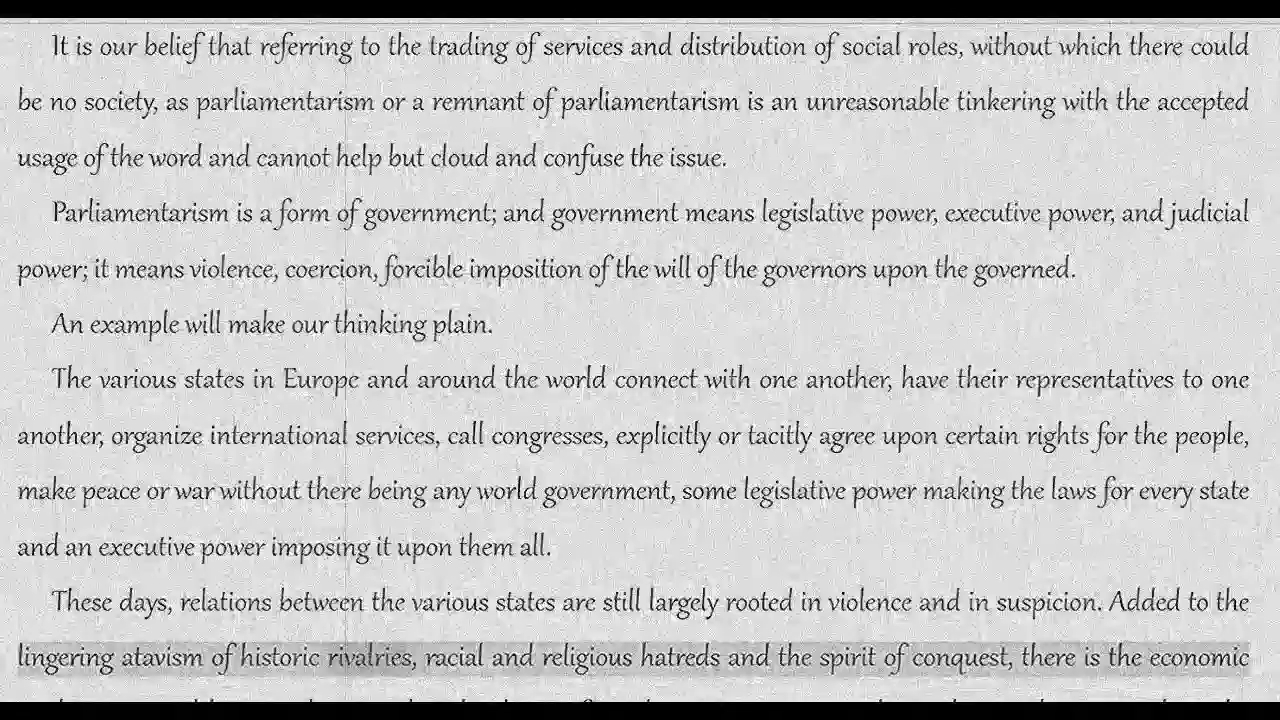 It is our belief that referring to the trading of services and distribution of social roles, without which there could
be no society, as parliamentarism or a remnant of parliamentarism is an unreasonable tinkering with the accepted
usage of the word and cannot help but cloud and confuse the issue.
Parliamentarism is a form of government; and government means legislative power, executive power, and judicial
power; it means violence, coercion, forcible imposition of the will of the governors upon the governed.
An example will make our thinking plain.
The various states in Europe and around the world connect with one another, have their representatives to one
another, organize international services, call congresses, explicitly or tacitly agree upon certain rights for the people,
make peace or war without there being any world government, some legislative power making the laws for every state
and an executive power imposing it upon them all.
These days, relations between the various states are still largely rooted in violence and in suspicion. Added to the
lingering atavism of historic rivalries, racial and religious hatreds and the spirit of conquest, there is the economic